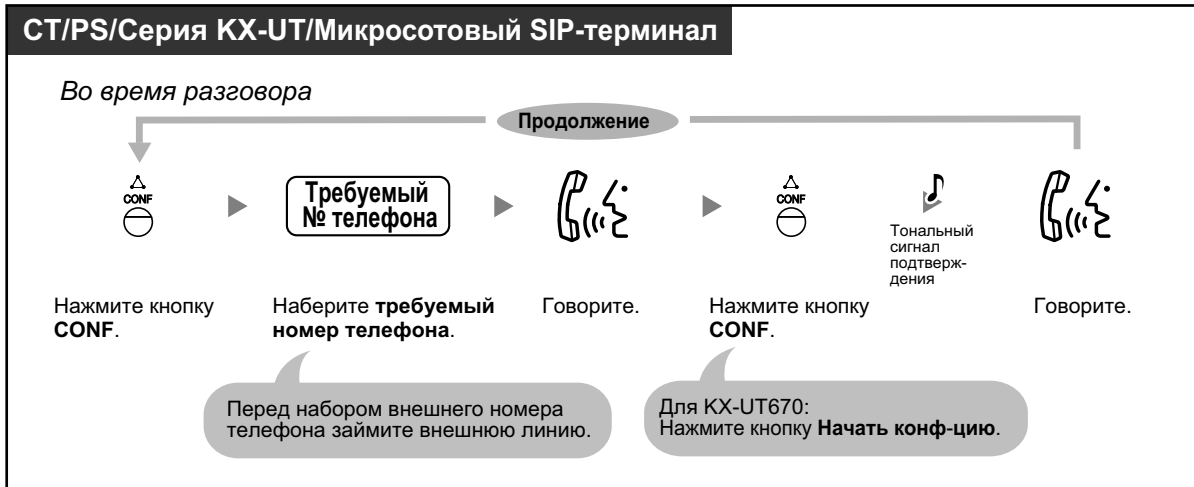 СТ/PS/Серия KX-UT/Микросотовый SIP-терминал
Во время разговора
Продолжение
CONF
Требуемый
№ телефона
CONF
Тональный
сигнал
подтверж-
дения
Нажмите кнопку
CONF.
Наберите требуемый
номер телефона.
Говорите.
Нажмите кнопку
CONF.
Говорите.
Перед набором внешнего номера
телефона займите внешнюю линию.
Для KX-UT670:
Нажмите кнопку Начать конф-цию.